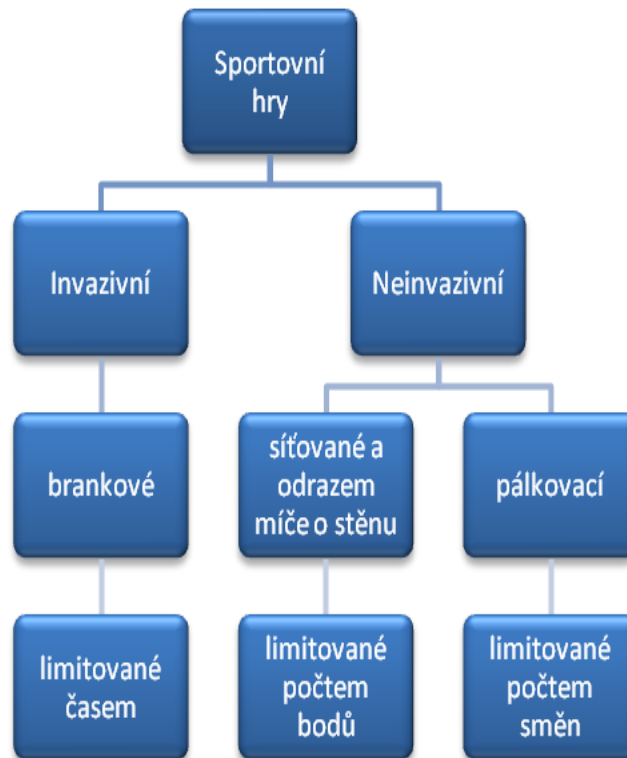 Sportovní
hry
Invazivní
Neinvazivní
brankové
síťované a
odrazem
míče o stěnu
pálkovací
limitované
časem
limitované
počtem
bodů
limitované
počtem
směn